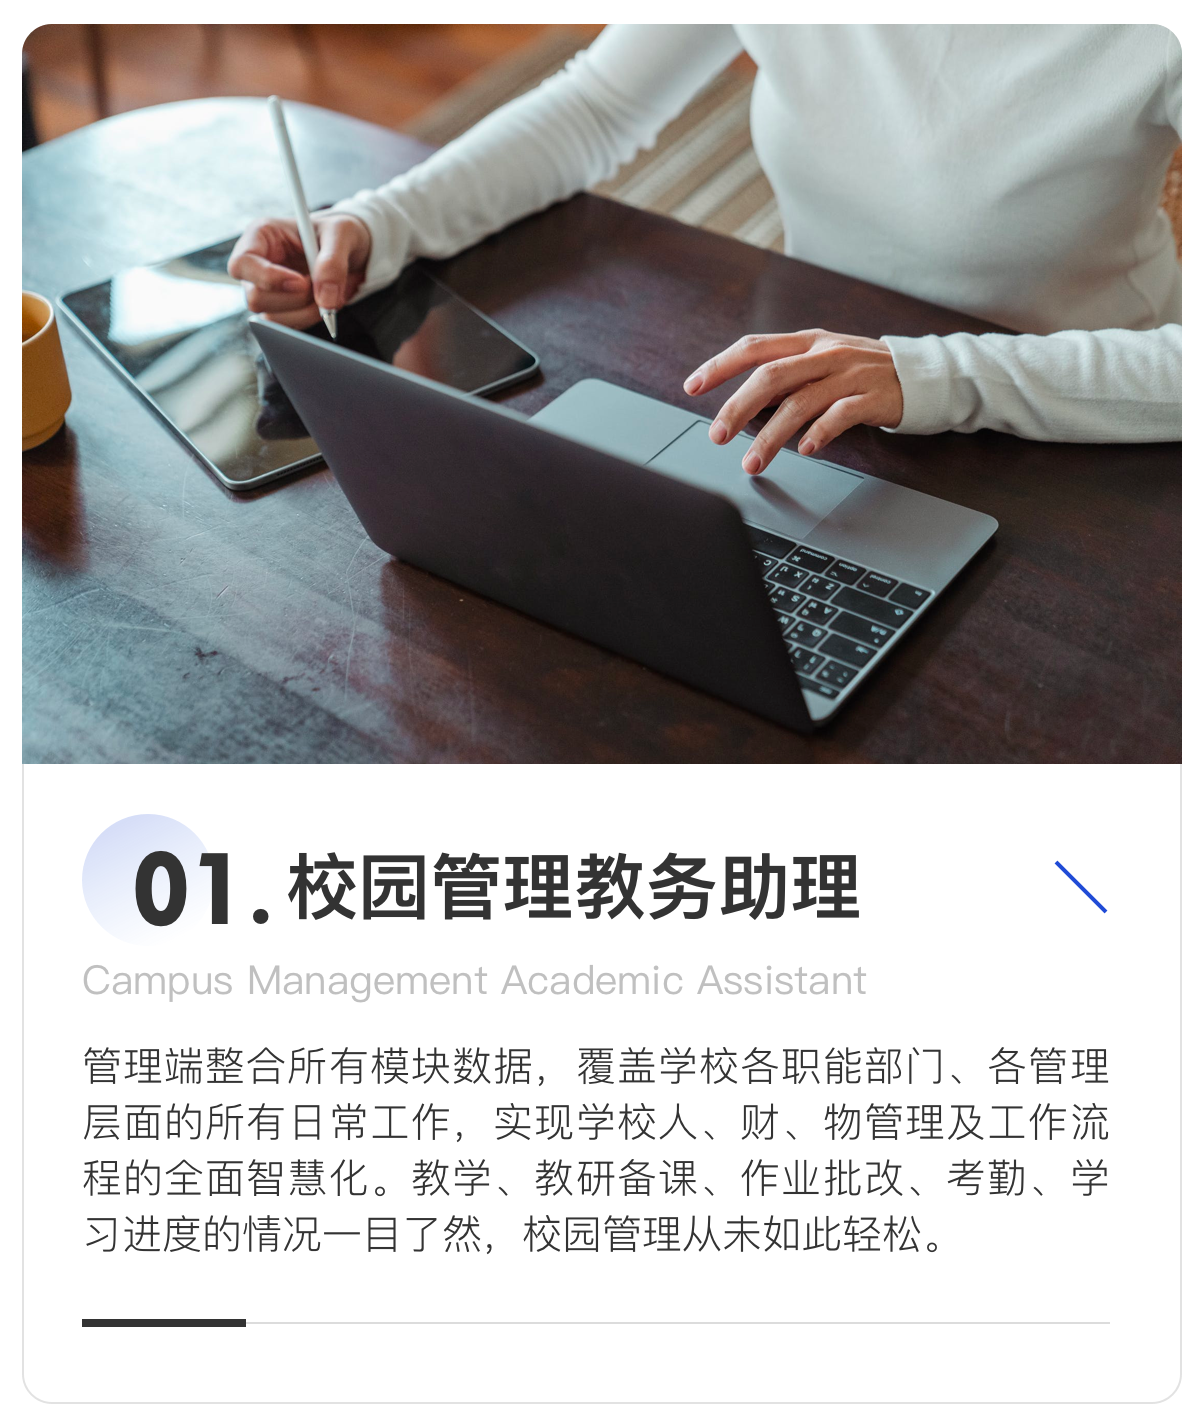 01.校园管理教务助理
Campus Management Academic Assistant
管理端整合所有模块数据，覆盖学校各职能部门、各管理
层面的所有日常工作，实现学校人、财、物管理及工作流
程的全面智慧化。教学、教研备课、作业批改、考勤、学
习进度的情况一目了然，校园管理从未如此轻松。